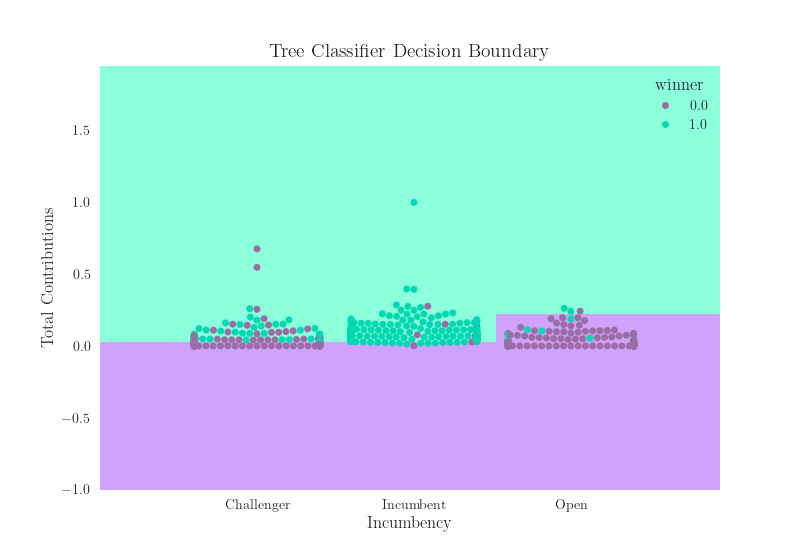 Tree Classifier Decision Boundary
winner
0.0
1.0
Total Contributions
1.5
1.0
0.5
0.0
−0.5
−1.0
Challenger Incumbent Open
Incumbency